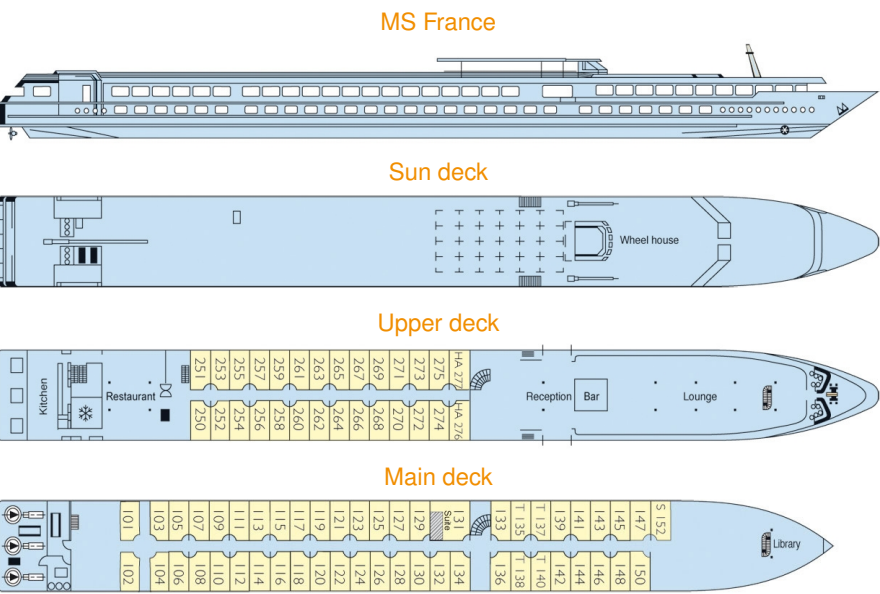 MS France
Sun deck
Wheel house
Upper deck
Kitchen
Restaurant
251 253 255 257 259 261 263 265 267 269 271 273 275 HA 277
250 252 254 256 258 260 262 264 266 268 270 272 274 HA 276
Reception
Bar
Lounge
Main deck
101 103 105 107 109 111 113 115 117 119 121 123 125 127 129 Suite 131 133 T 135 T 137 139 141 143 145 147 S 152
102 104 106 108 110 112 114 116 118 120 122 124 126 128 130 132 134 136 T 138 T 140 142 144 146 148 150
Library